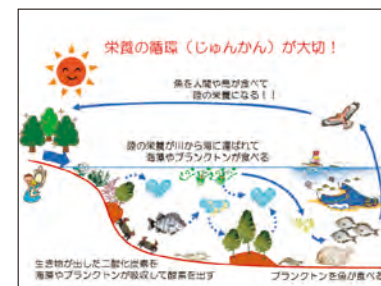 栄養の循環（じゅんかん）が大切！
魚を人間や鳥が食べて
陸の栄養になる！！
陸の栄養が川から海に運ばれて
海藻やプランクトンが食べる
生き物が出した二酸化炭素を
海藻やプランクトンが吸収して酸素を出す
プランクトンを魚が食べる